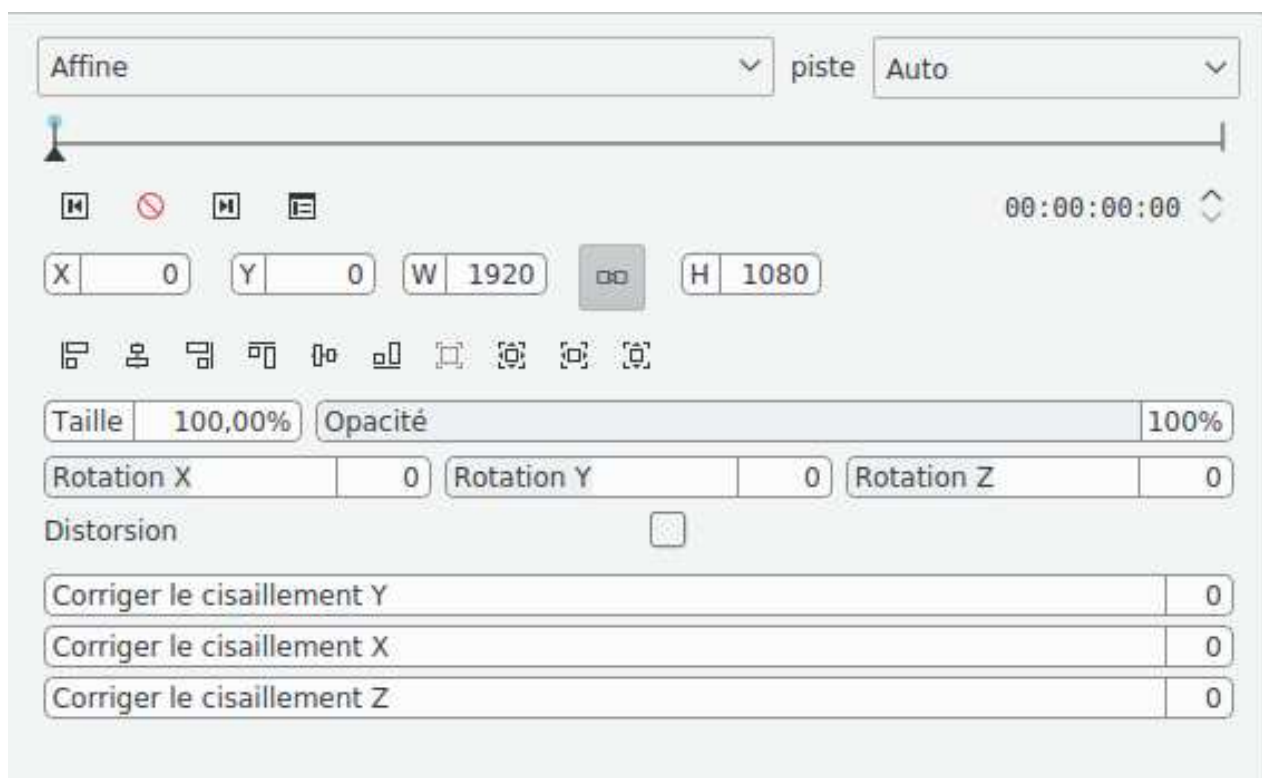 Affine piste Auto
00:00:00:00
X 0 Y 0 W 1920 H 1080
Taille 100,00% Opacité 100%
Rotation X 0 Rotation Y 0 Rotation Z 0
Distorsion
Corriger le cisaillement Y 0
Corriger le cisaillement X 0
Corriger le cisaillement Z 0